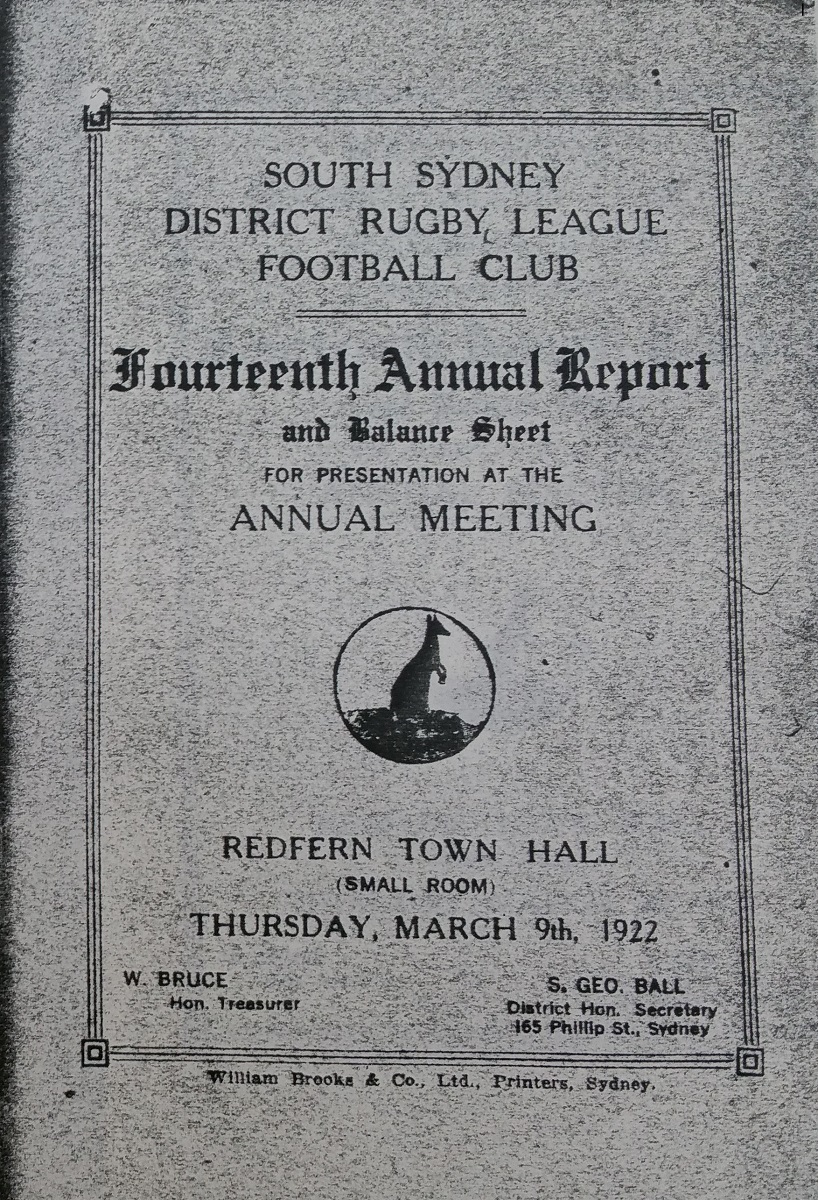 SOUTH SYDNEY
DISTRICT RUGBY LEAGUE
FOOTBALL CLUB
Fourteenth Annual Report
and Balance Sheet
FOR PRESENTATION AT THE
ANNUAL MEETING
REDFERN TOWN HALL
(SMALL ROOM)
THURSDAY, MARCH 9th, 1922
W. BRUCE
Hon. Treasurer
S. GEO. BALL
District Hon. Secretary
165 Phillip St., Sydney
William Brooks & Co., Ltd., Printers, Sydney.